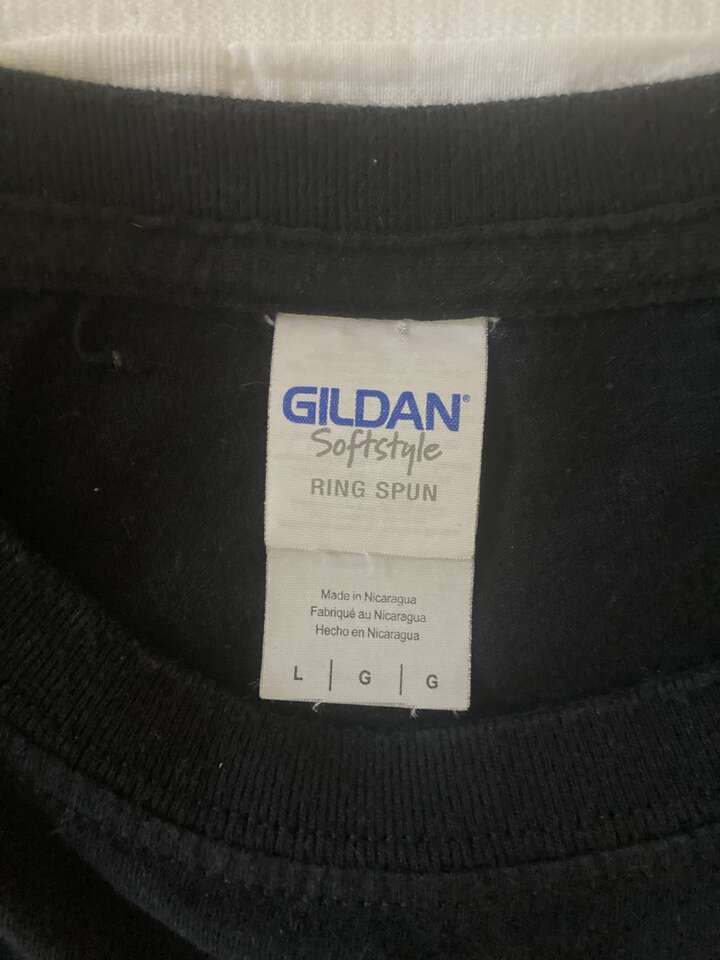 GILDAN®
Softstyle
RING SPUN
Made in Nicaragua
Fabriqué au Nicaragua
Hecho en Nicaragua
L | G | G